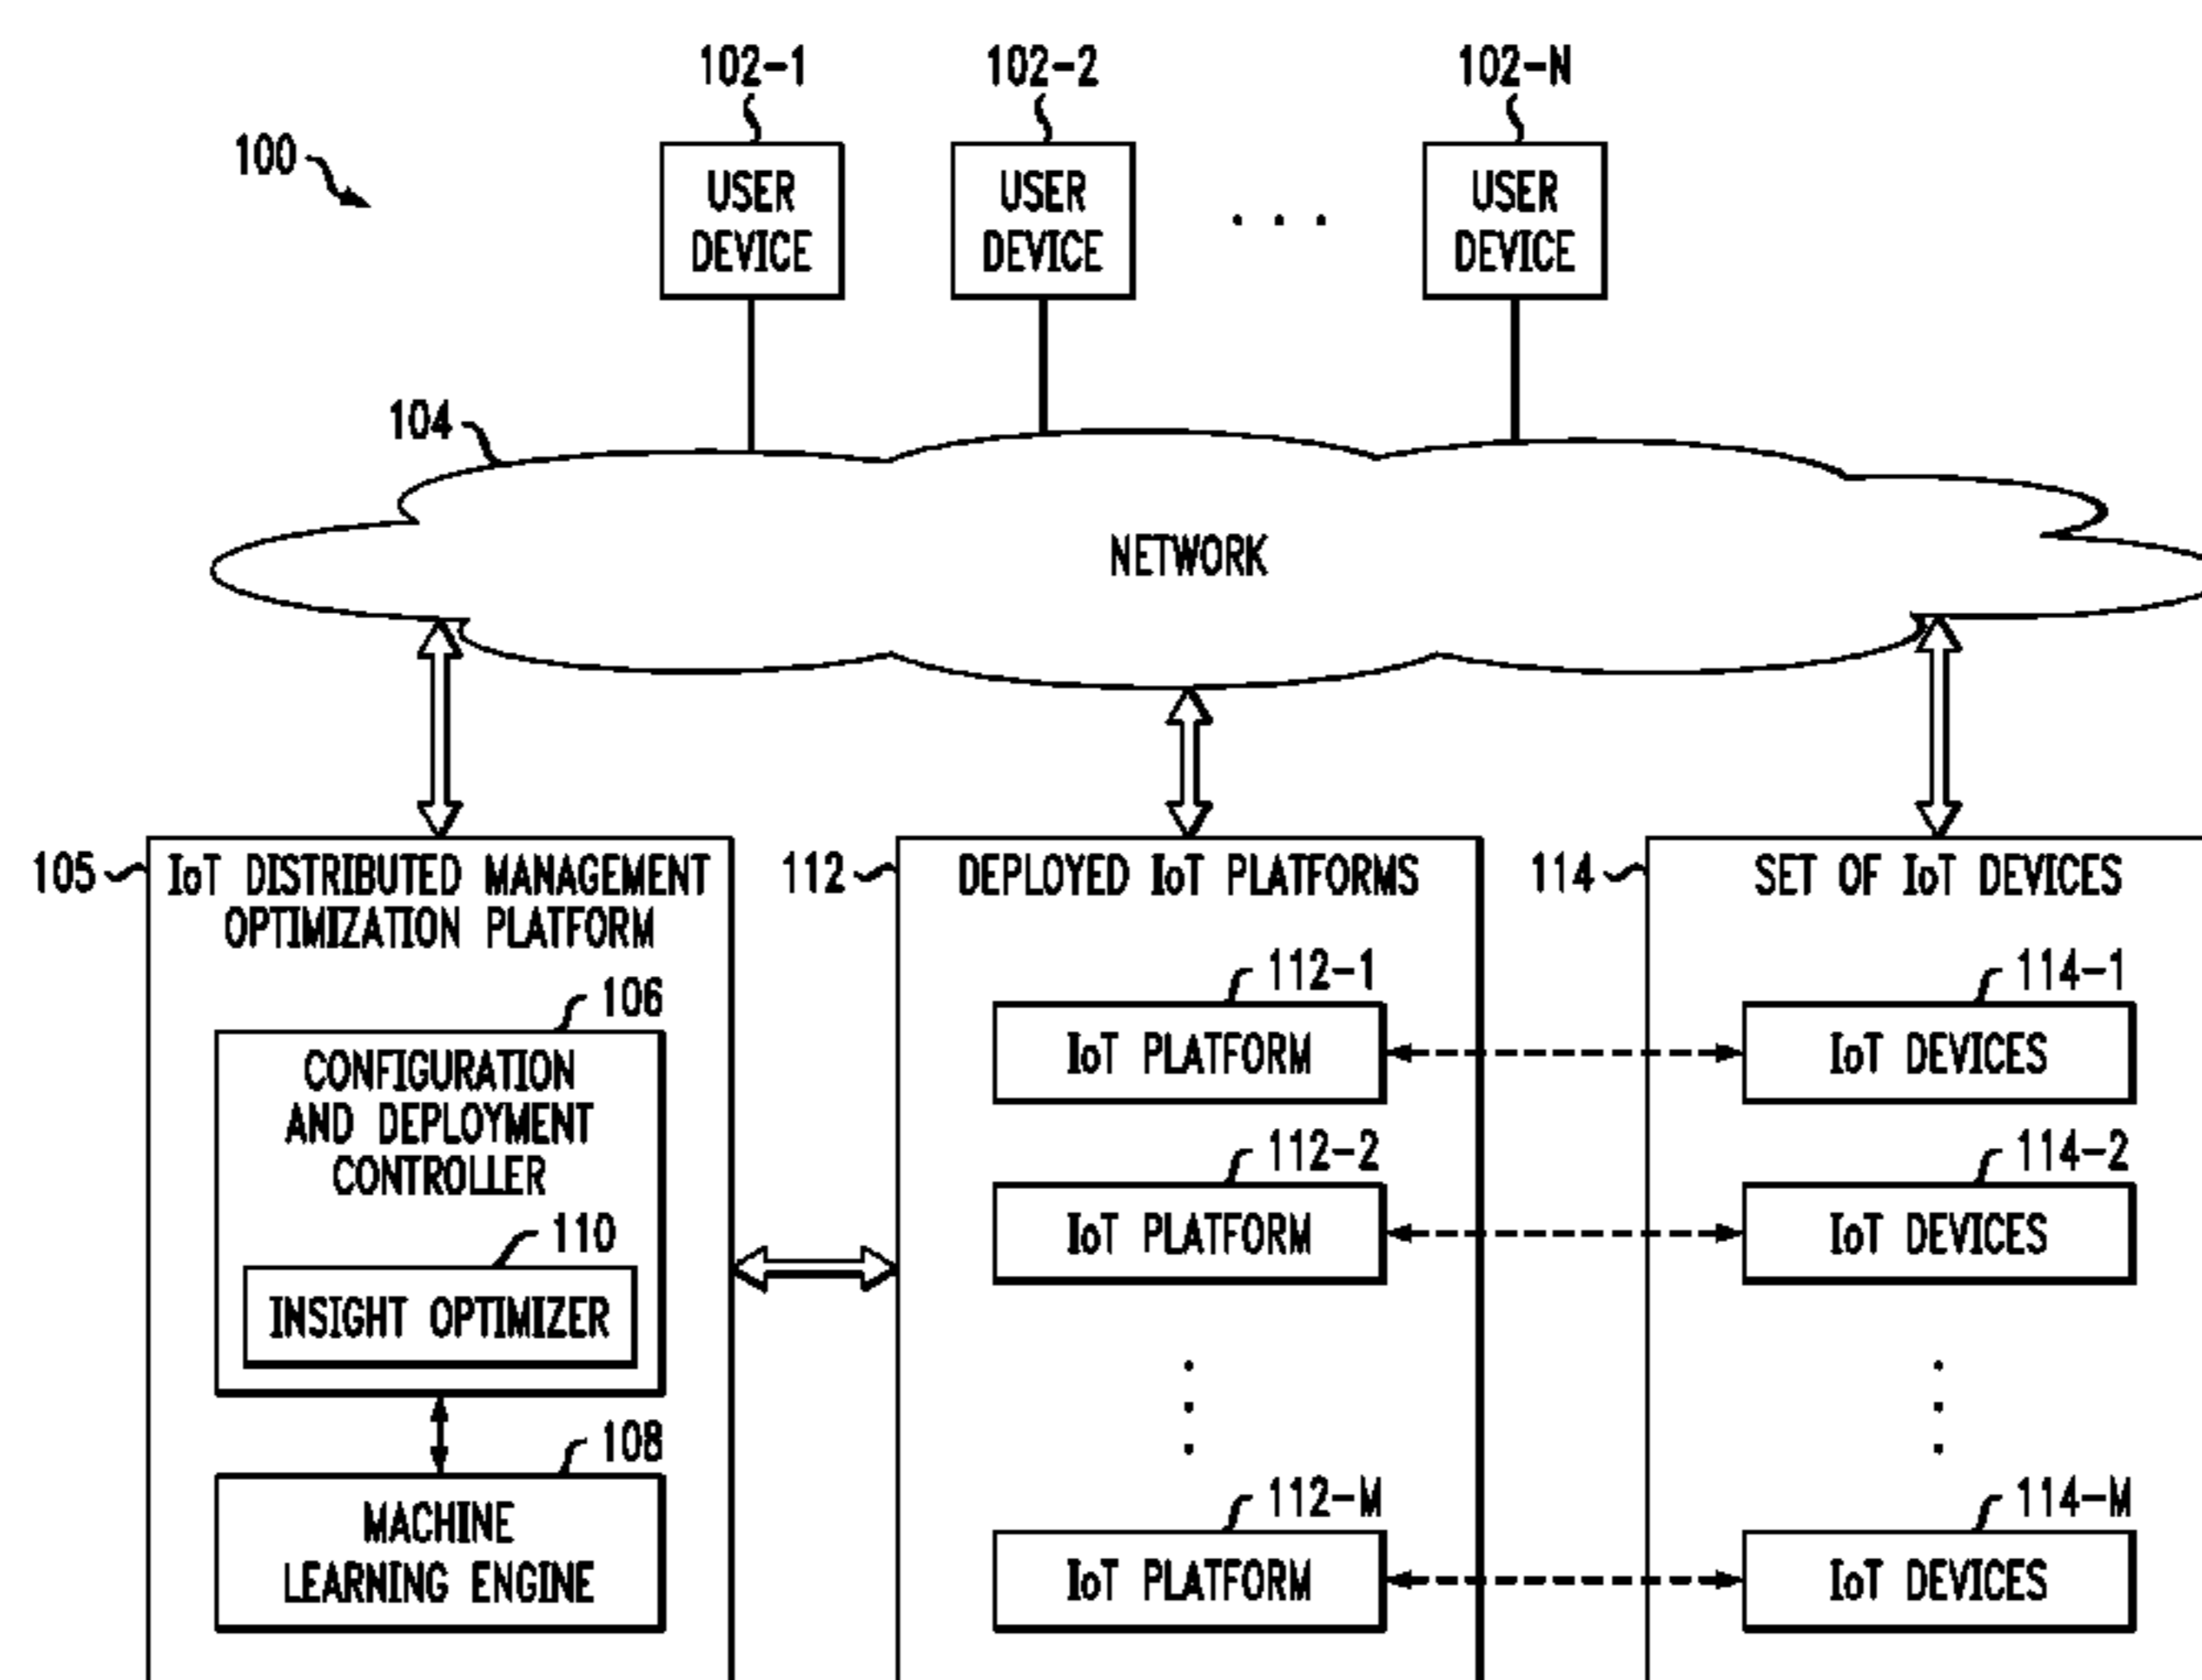 102-1
102-2
102-N
100
USER
DEVICE
USER
DEVICE
. . .
USER
DEVICE
104
NETWORK
105
IoT DISTRIBUTED MANAGEMENT
OPTIMIZATION PLATFORM
106
CONFIGURATION
AND DEPLOYMENT
CONTROLLER
110
INSIGHT OPTIMIZER
108
MACHINE
LEARNING ENGINE
112
DEPLOYED IoT PLATFORMS
112-1
IoT PLATFORM
112-2
IoT PLATFORM
112-M
IoT PLATFORM
114
SET OF IoT DEVICES
114-1
IoT DEVICES
114-2
IoT DEVICES
114-M
IoT DEVICES